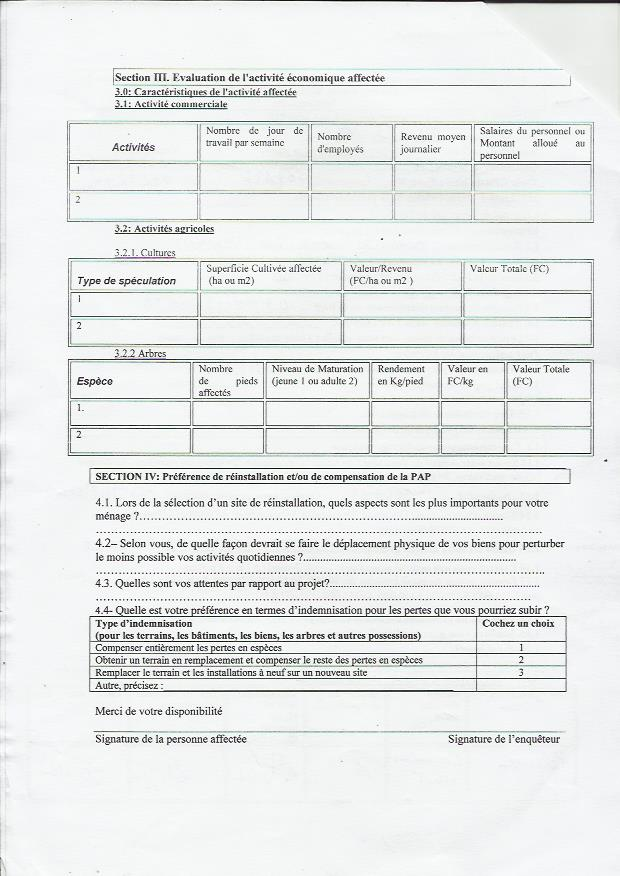 Section III. Evaluation de l'activité économique affectée
3.0: Caractéristiques de l'activité affectée
3.1: Activité commerciale
Activités
Nombre de jour de
travail par semaine
Nombre
d'employés
Revenu moyen
journalier
Salaires du personnel ou
Montant alloué au
personnel
1
2
3.2: Activités agricoles
3.2.1. Cultures
Type de spéculation
Superficie Cultivée affectée
(ha ou m2)
Valeur/Revenu
(FC/ha ou m2 )
Valeur Totale (FC)
1
2
3.2.2 Arbres
Espèce
Nombre
de pieds
affectés
Niveau de Maturation
(jeune 1 ou adulte 2)
Rendement
en Kg/pied
Valeur en
FC/kg
Valeur Totale
(FC)
1.
2
SECTION IV: Préférence de réinstallation et/ou de compensation de la PAP
4.1. Lors de la sélection d'un site de réinstallation, quels aspects sont les plus importants pour votre
ménage ?..............................................................................
4.2– Selon vous, de quelle façon devrait se faire le déplacement physique de vos biens pour perturber
le moins possible vos activités quotidiennes ?..............................................................................
4.3. Quelles sont vos attentes par rapport au projet?..............................................................................
4.4- Quelle est votre préférence en termes d'indemnisation pour les pertes que vous pourriez subir ?
Type d'indemnisation
(pour les terrains, les bâtiments, les biens, les arbres et autres possessions)
Cochez un choix
Compenser entièrement les pertes en espèces 1
Obtenir un terrain en remplacement et compenser le reste des pertes en espèces 2
Remplacer le terrain et les installations à neuf sur un nouveau site 3
Autre, précisez :
Merci de votre disponibilité
Signature de la personne affectée Signature de l'enquêteur